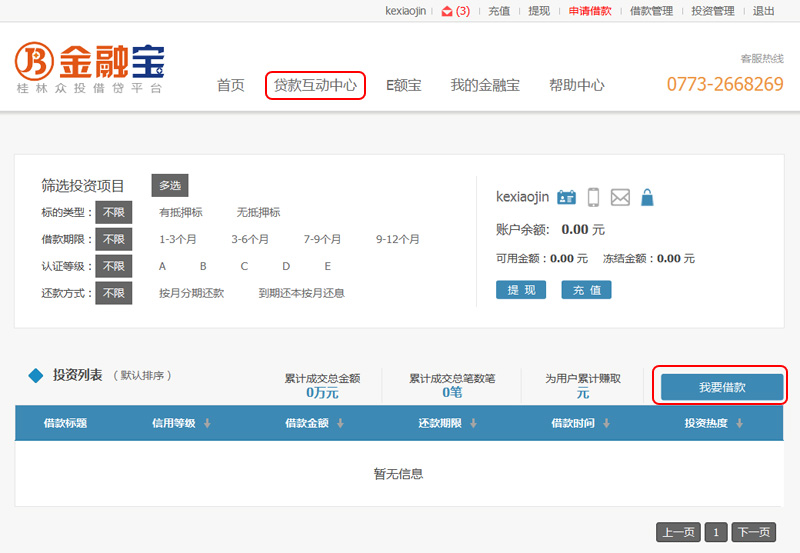 kexiaojin (3) 充值 提现 申请借款 借款管理 投资管理 退出
客服热线
JB 金融宝
首页 贷款互动中心 E额宝 我的金融宝 帮助中心 0773-2668269
桂林众投借贷平台
筛选投资项目 多选
标的类型： 不限 有抵押标 无抵押标
借款期限： 不限 1-3个月 3-6个月 7-9个月 9-12个月
认证等级： 不限 A B C D E
还款方式： 不限 按月分期还款 到期还本按月还息
kexiaojin
账户余额: 0.00 元
可用金额：0.00 元 冻结金额：0.00 元
提 现 充 值
投资列表 （默认排序）
累计成交总金额 累计成交总笔数笔 为用户累计赚取
0万元 0笔 元
我要借款
借款标题 信用等级 借款金额 还款期限 借款时间 投资热度
暂无信息
上一页 1 下一页